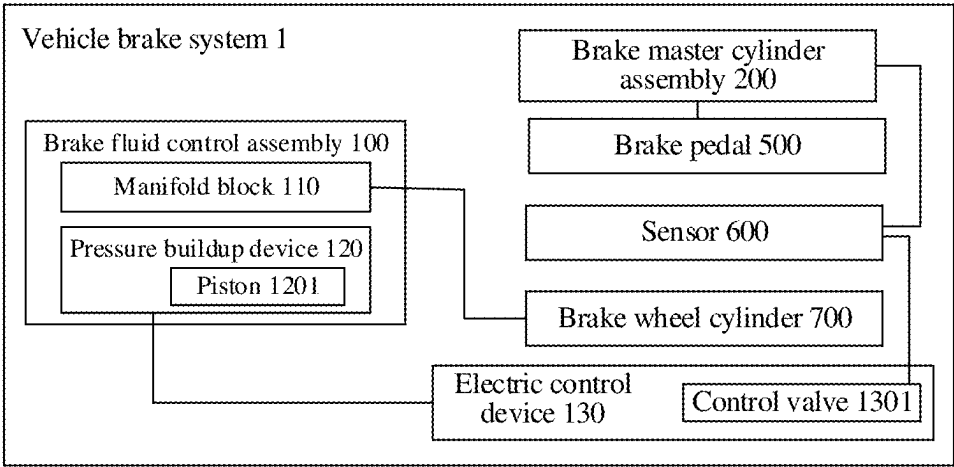 Vehicle brake system 1
Brake master cylinder
assembly 200
Brake pedal 500
Brake fluid control assembly 100
Manifold block 110
Pressure buildup device 120
Piston 1201
Sensor 600
Brake wheel cylinder 700
Electric control
device 130
Control valve 1301